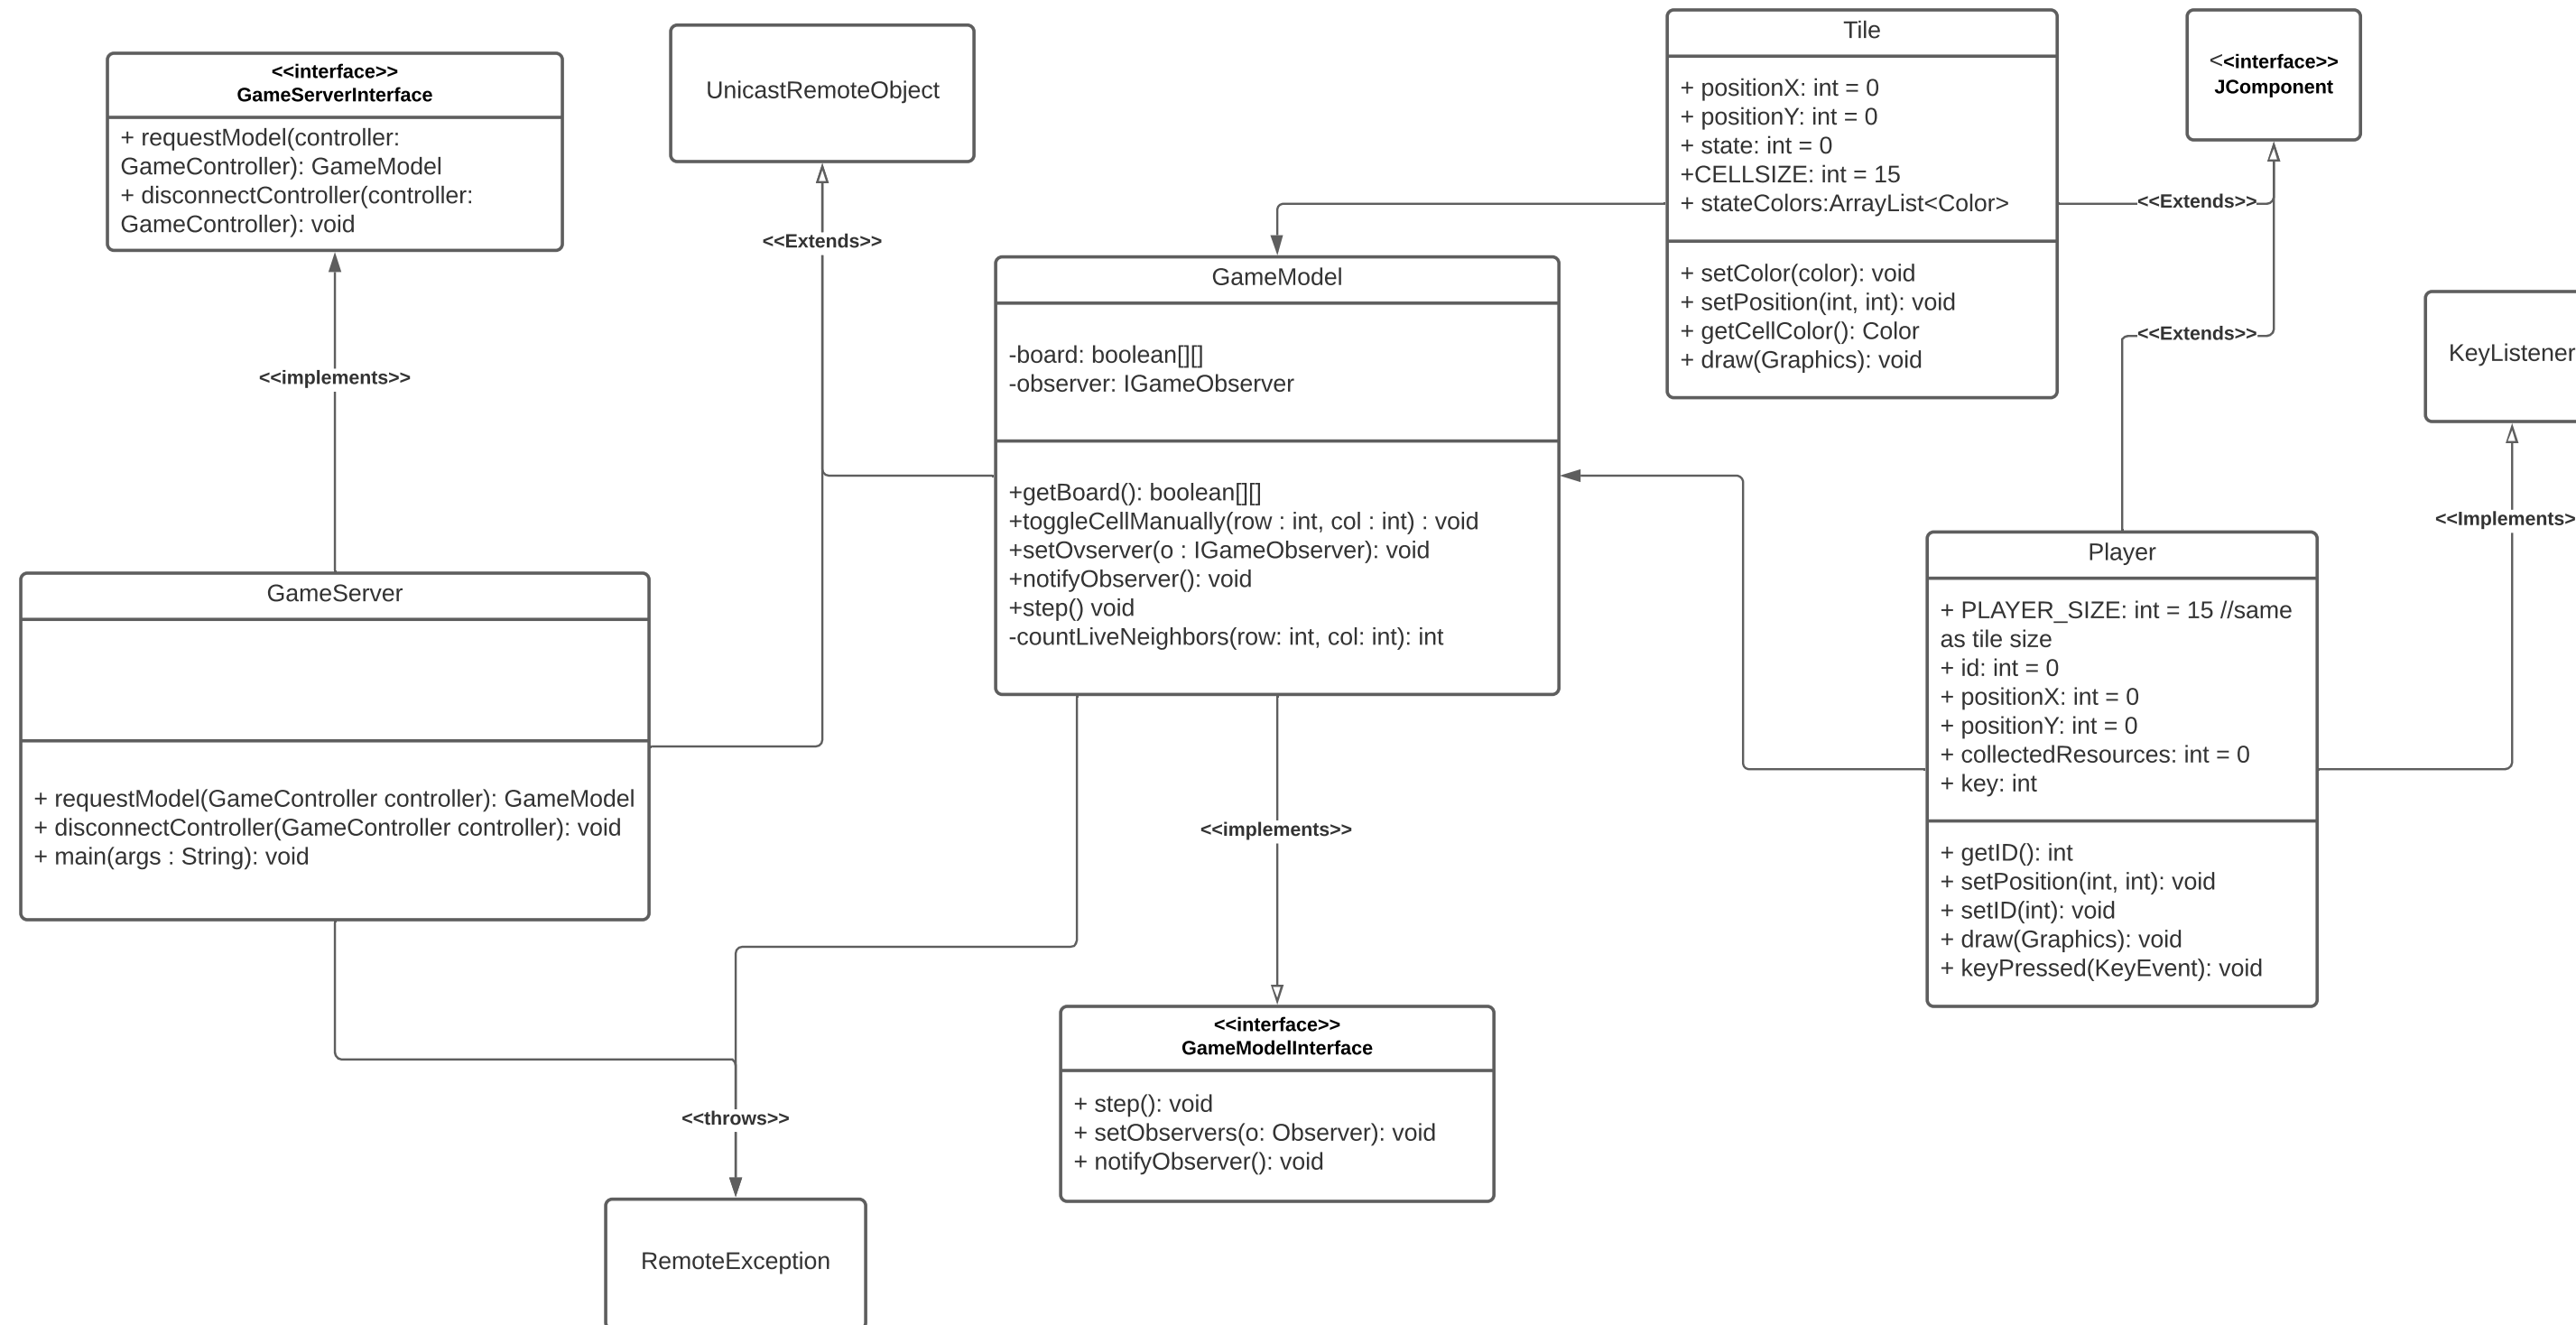 <<interface>>
GameServerInterface
+ requestModel(controller:
GameController): GameModel
+ disconnectController(controller:
GameController): void
<<implements>>
GameServer
+ requestModel(GameController controller): GameModel
+ disconnectController(GameController controller): void
+ main(args : String): void
UnicastRemoteObject
<<Extends>>
<<throws>>
RemoteException
GameModel
-board: boolean[][]
-observer: IGameObserver
+getBoard(): boolean[][]
+toggleCellManually(row : int, col : int) : void
+setOvserver(o : IGameObserver): void
+notifyObserver(): void
+step() void
-countLiveNeighbors(row: int, col: int): int
<<implements>>
<<interface>>
GameModelInterface
+ step(): void
+ setObservers(o: Observer): void
+ notifyObserver(): void
Tile
+ positionX: int = 0
+ positionY: int = 0
+ state: int = 0
+CELLSIZE: int = 15
+ stateColors:ArrayList<Color>
+ setColor(color): void
+ setPosition(int, int): void
+ getCellColor(): Color
+ draw(Graphics): void
<<interface>>
JComponent
<<Extends>>
<<Extends>>
KeyListener
<<Implements>
Player
+ PLAYER_SIZE: int = 15 //same
as tile size
+ id: int = 0
+ positionX: int = 0
+ positionY: int = 0
+ collectedResources: int = 0
+ key: int
+ getID(): int
+ setPosition(int, int): void
+ setID(int): void
+ draw(Graphics): void
+ keyPressed(KeyEvent): void